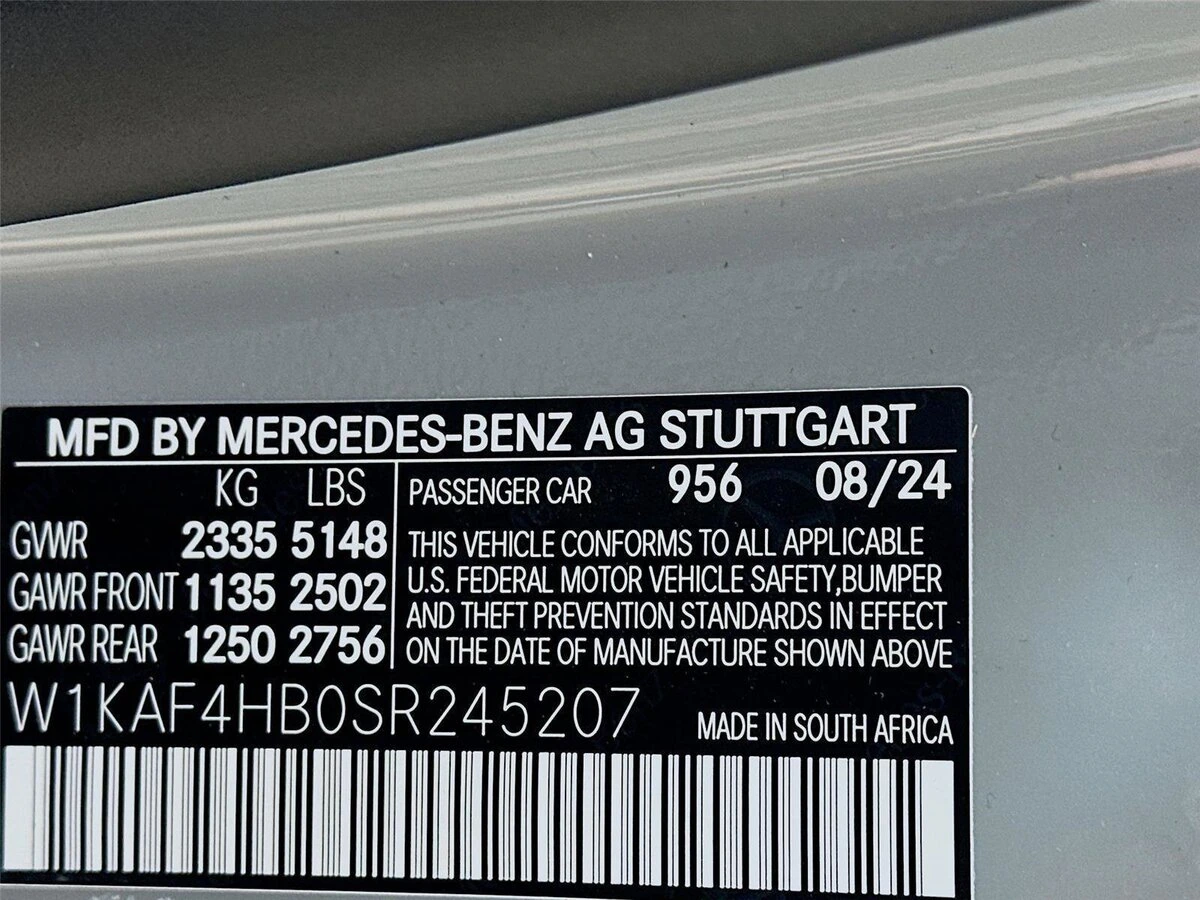 MFD BY MERCEDES-BENZ AG STUTTGART
KG LBS
GVWR 2335 5148
GAWR FRONT 1135 2502
GAWR REAR 1250 2756
PASSENGER CAR 956 08/24
THIS VEHICLE CONFORMS TO ALL APPLICABLE
U.S. FEDERAL MOTOR VEHICLE SAFETY,BUMPER
AND THEFT PREVENTION STANDARDS IN EFFECT
ON THE DATE OF MANUFACTURE SHOWN ABOVE
W1KAF4HB0SR245207
MADE IN SOUTH AFRICA